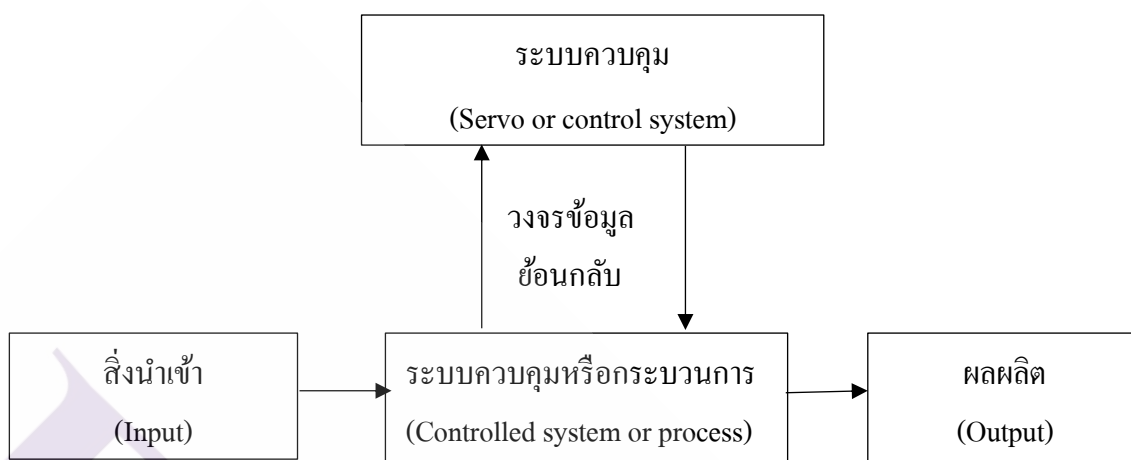 ระบบควบคุม
(Servo or control system)
วงจรข้อมูล
ย้อนกลับ
สิ่งนำเข้า
(Input)
ระบบควบคุมหรือกระบวนการ
(Controlled system or process)
ผลผลิต
(Output)